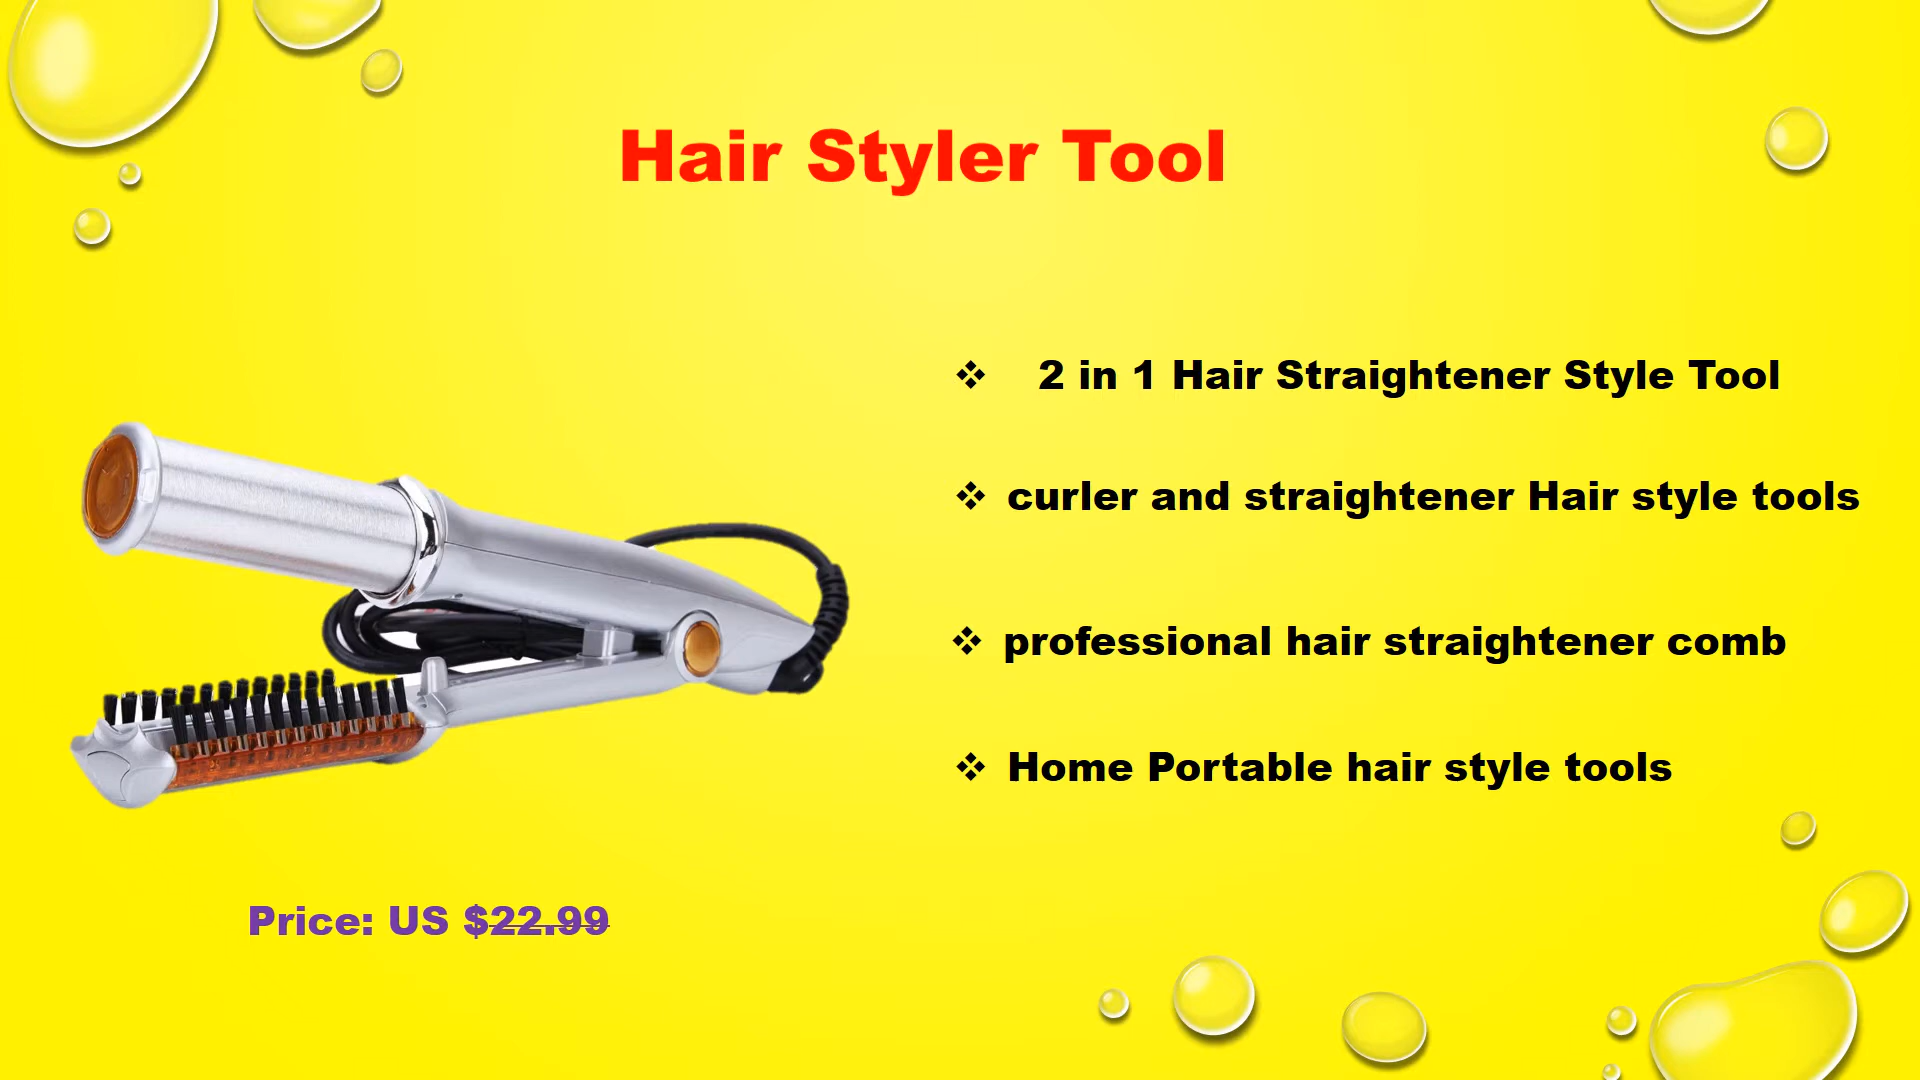 Hair Styler Tool
❖ 2 in 1 Hair Straightener Style Tool
❖ curler and straightener Hair style tools
❖ professional hair straightener comb
❖ Home Portable hair style tools
Price: US $22.99